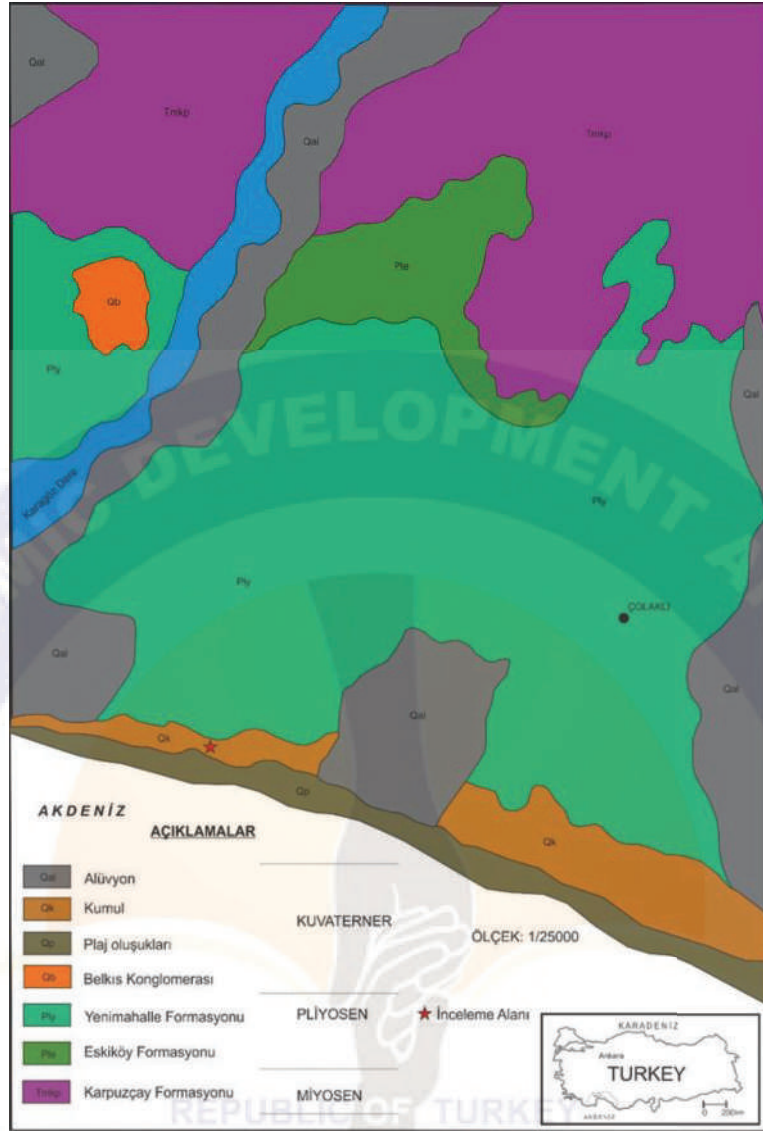 Qal
Tmkp
Qal
Tmkp
Ple
Qb
Ply
Qal
Karagöz Dere
Ply
Ply
ÇOLAKLI
Qal
Qal
Qal
Qk
Qp
Qk
AKDENİZ
AÇIKLAMALAR
Qal Alüvyon
Qk Kumul
Qp Plaj oluşukları
Qb Belkıs Konglomerası
Ply Yenimahalle Formasyonu
Ple Eskiköy Formasyonu
Tmkp Karpuzçay Formasyonu
KUVATERNER
PLİYOSEN
MİYOSEN
ÖLÇEK: 1/25000
İnceleme Alanı
KARADENİZ
Ankara
TURKEY
AKDENİZ
0 200km
DEVELOPMENT
REPUBLIC OF TURKEY